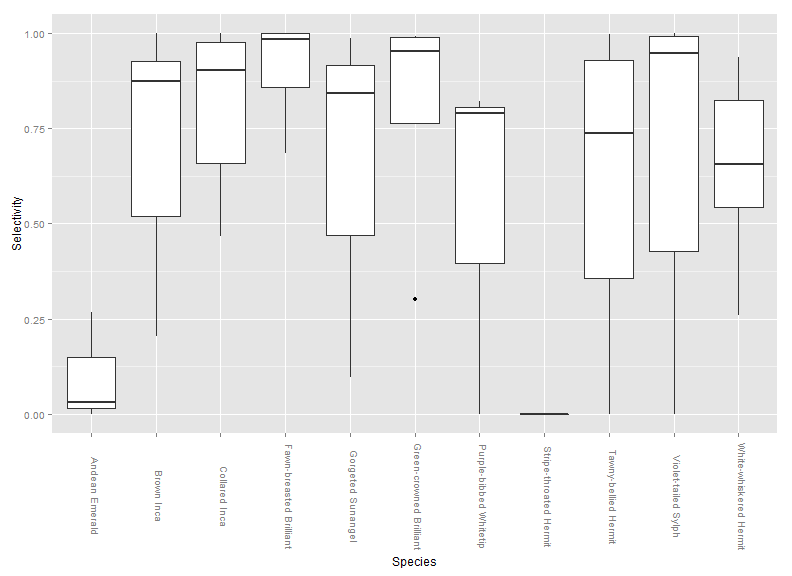 1.00
0.75
0.50
0.25
0.00
Selectivity
Andean Emerald
Brown Inca
Collared Inca
Fawn-breasted Brilliant
Gorgeted Sunangel
Green-crowned Brilliant
Purple-bibbed Whitetip
Stripe-throated Hermit
Tawny-bellied Hermit
Violet-tailed Sylph
White-whiskered Hermit
Species